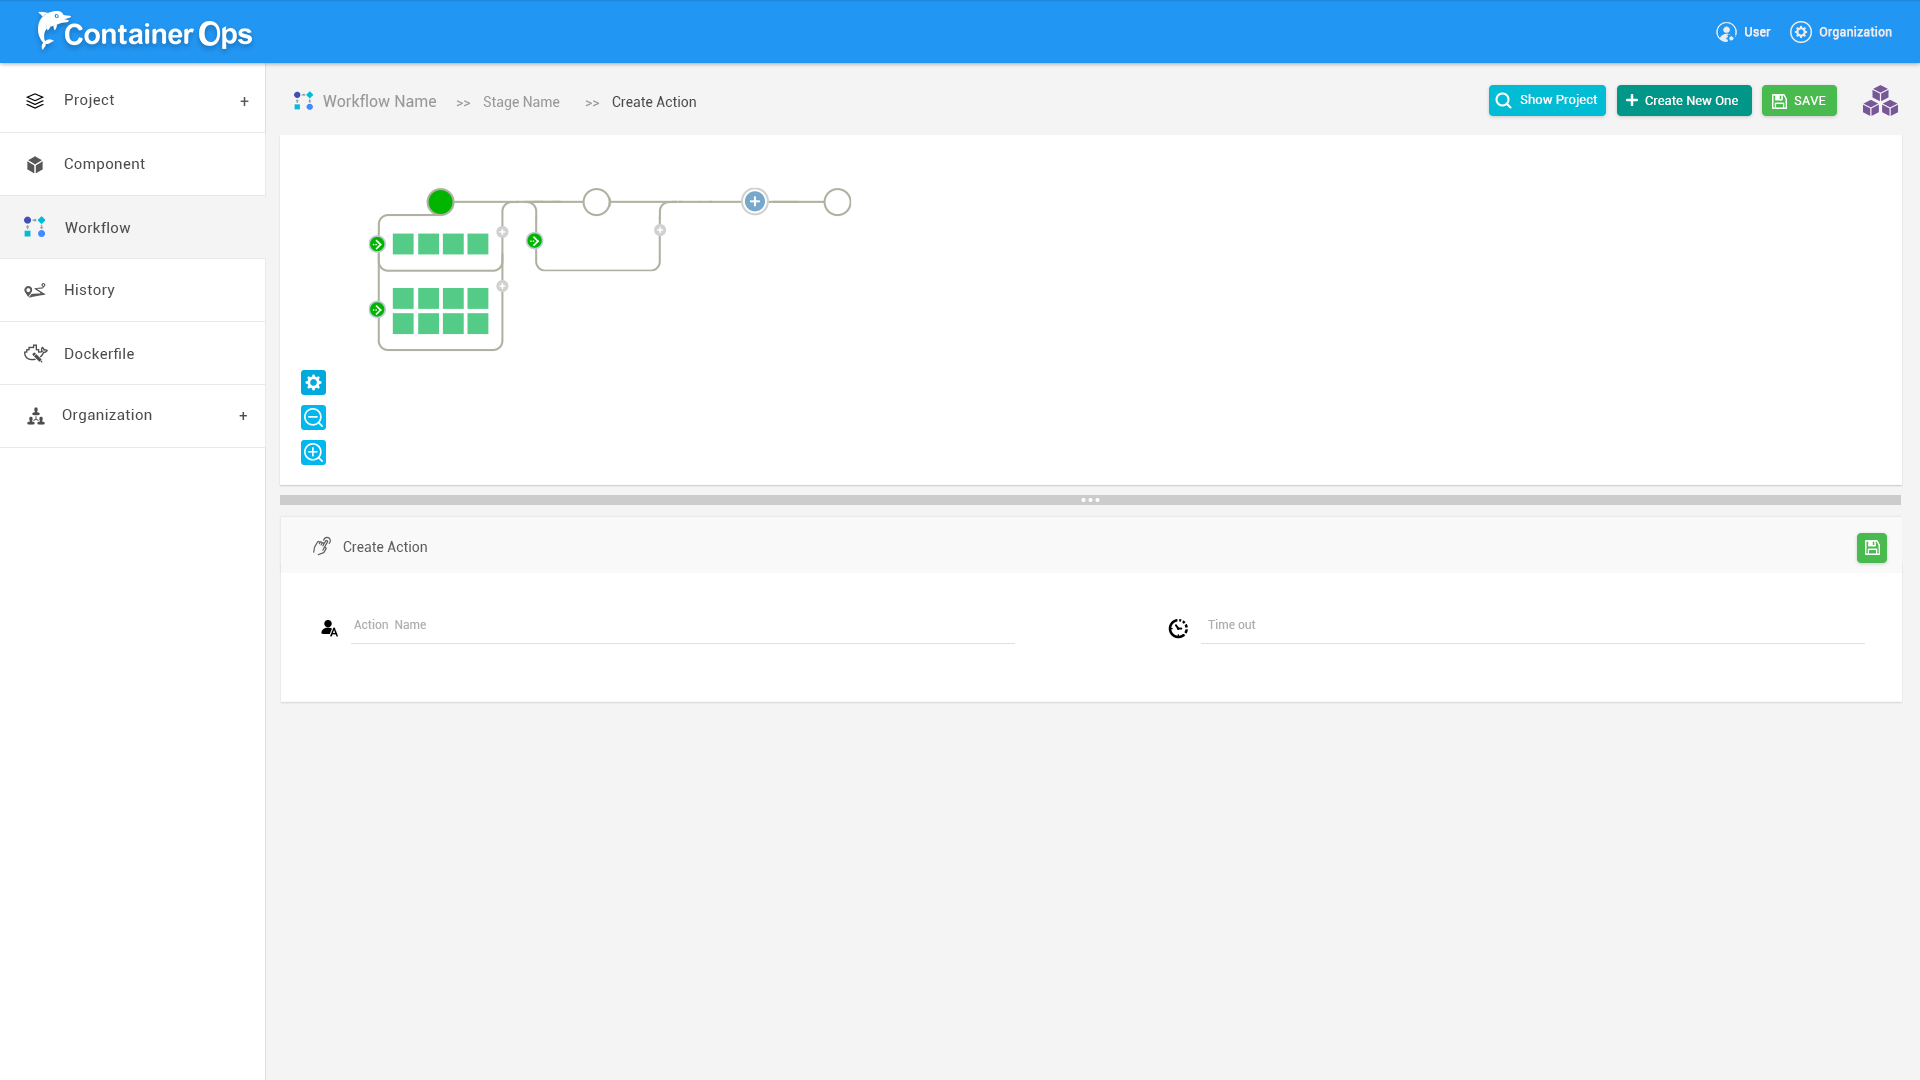 Container Ops
User
Organization
Project +
Component
Workflow
History
Dockerfile
Organization +
Workflow Name >> Stage Name >> Create Action
Show Project
+ Create New One
SAVE
Create Action
Action Name
Time out